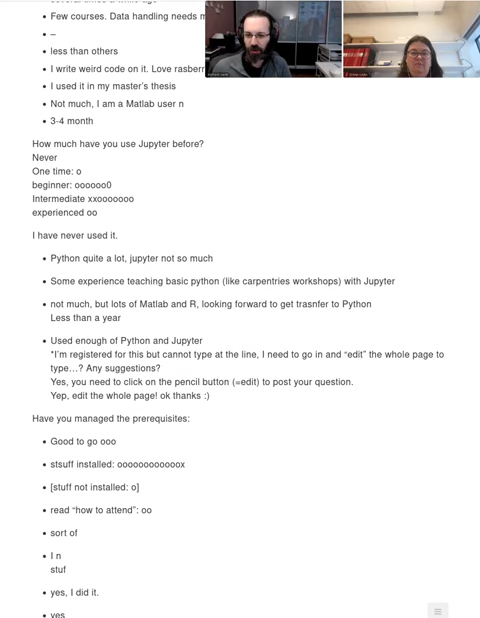 several times a while ago
Few courses. Data handling needs m
–
less than others
I write weird code on it. Love rasberr
I used it in my master's thesis
Not much, I am a Matlab user n
3-4 month
How much have you use Jupyter before?
Never
One time: o
beginner: oooooo0
Intermediate xxooooooo
experienced oo
I have never used it.
Python quite a lot, jupyter not so much
Some experience teaching basic python (like carpentries workshops) with Jupyter
not much, but lots of Matlab and R, looking forward to get trasnfer to Python
Less than a year
Used enough of Python and Jupyter
*I'm registered for this but cannot type at the line, I need to go in and “edit” the whole page to
type…? Any suggestions?
Yes, you need to click on the pencil button (=edit) to post your question.
Yep, edit the whole page! ok thanks :)
Have you managed the prerequisites:
Good to go ooo
stsuff installed: oooooooooooox
[stuff not installed: o]
read “how to attend”: oo
sort of
I n
stuf
yes, I did it.
yes